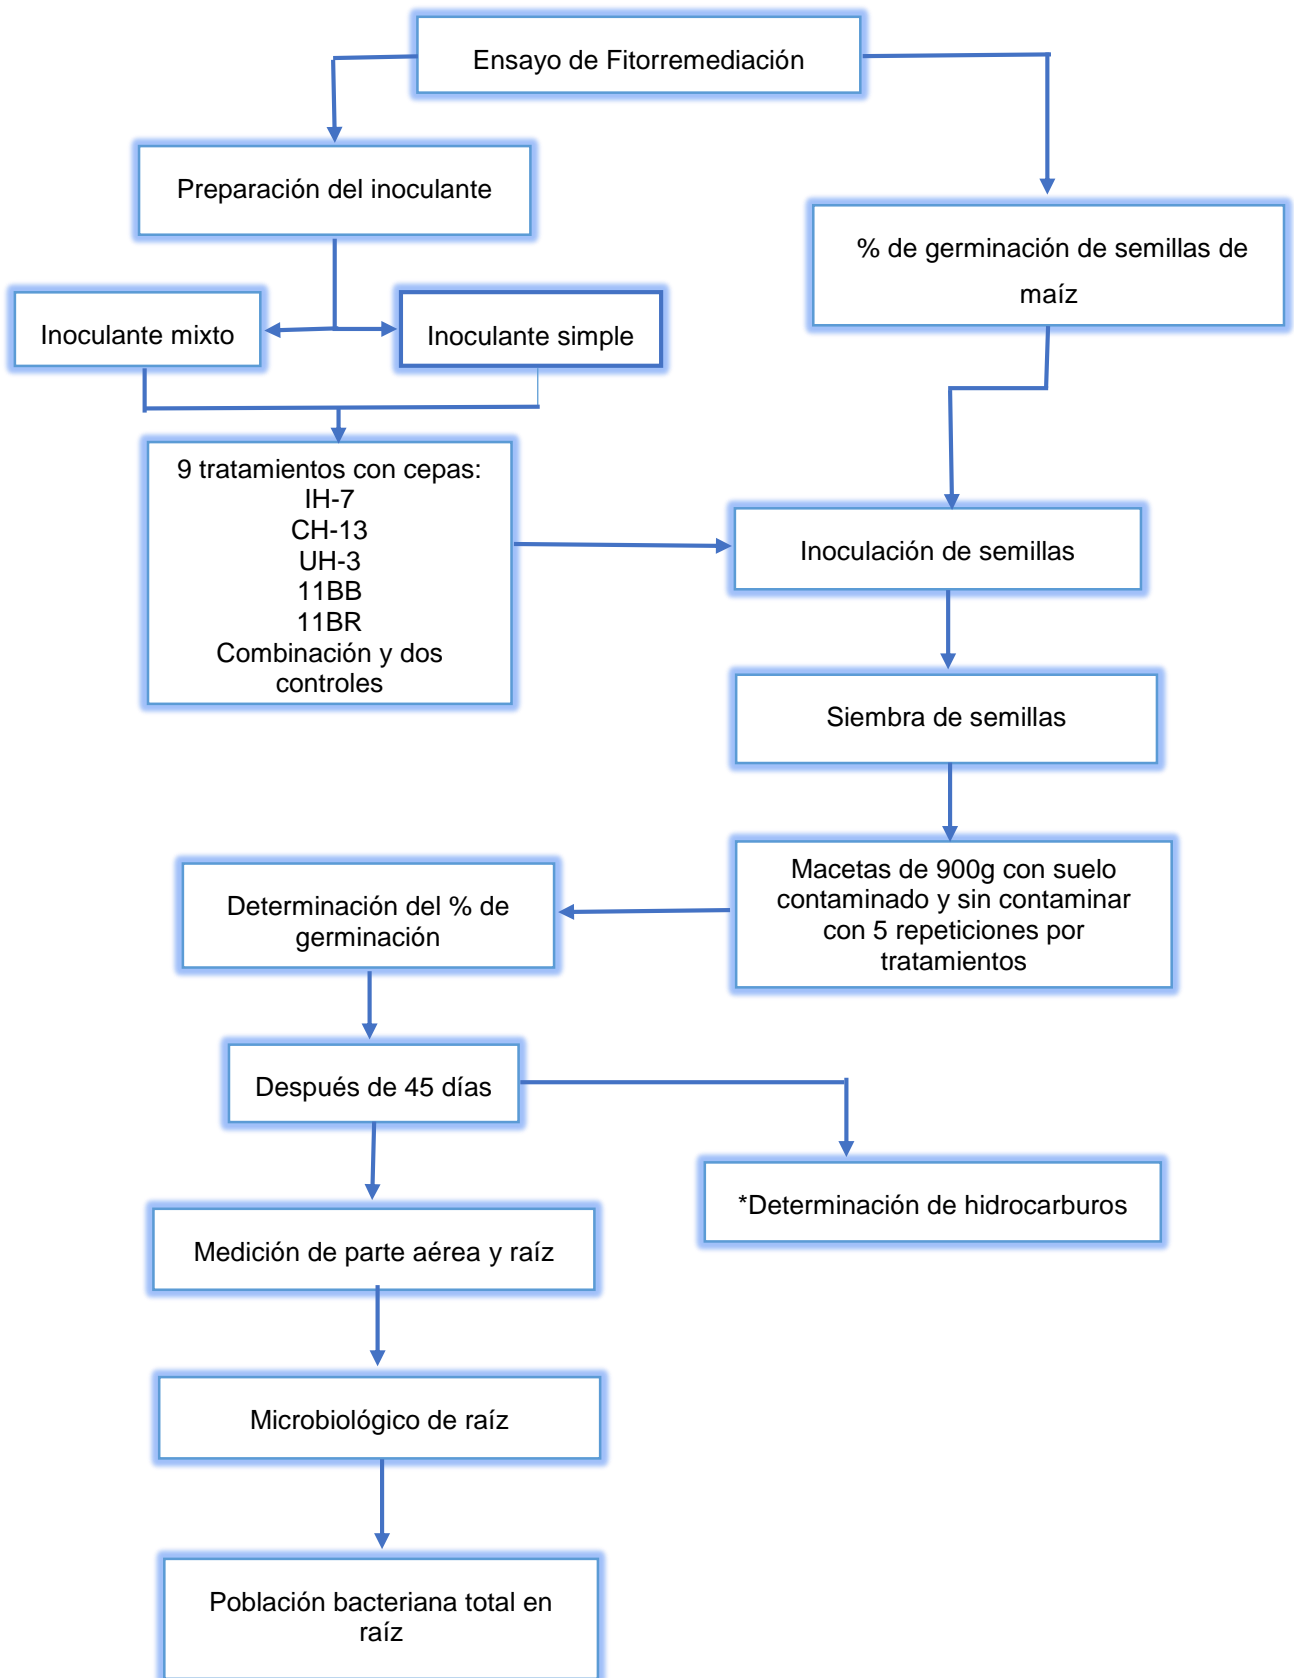 Ensayo de Fitorremediación
Preparación del inoculante
% de germinación de semillas de
maíz
Inoculante mixto
Inoculante simple
9 tratamientos con cepas:
IH-7
CH-13
UH-3
11BB
11BR
Combinación y dos
controles
Inoculación de semillas
Siembra de semillas
Macetas de 900g con suelo
contaminado y sin contaminar
con 5 repeticiones por
tratamientos
Determinación del % de
germinación
Después de 45 días
*Determinación de hidrocarburos
Medición de parte aérea y raíz
Microbiológico de raíz
Población bacteriana total en
raíz